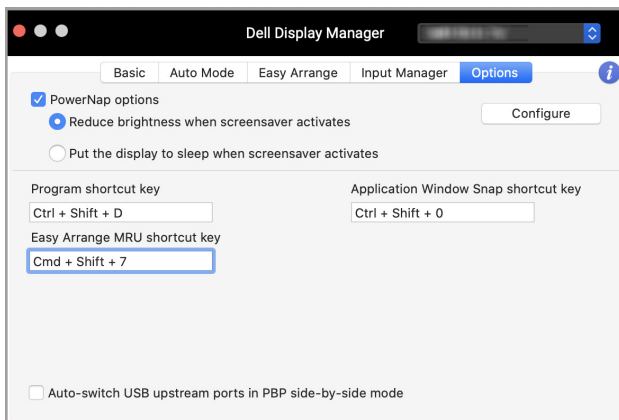 Dell Display Manager
Basic Auto Mode Easy Arrange Input Manager Options i
PowerNap options
Configure
Reduce brightness when screensaver activates
Put the display to sleep when screensaver activates
Program shortcut key Application Window Snap shortcut key
Ctrl + Shift + D Ctrl + Shift + 0
Easy Arrange MRU shortcut key
Cmd + Shift + 7
Auto-switch USB upstream ports in PBP side-by-side mode